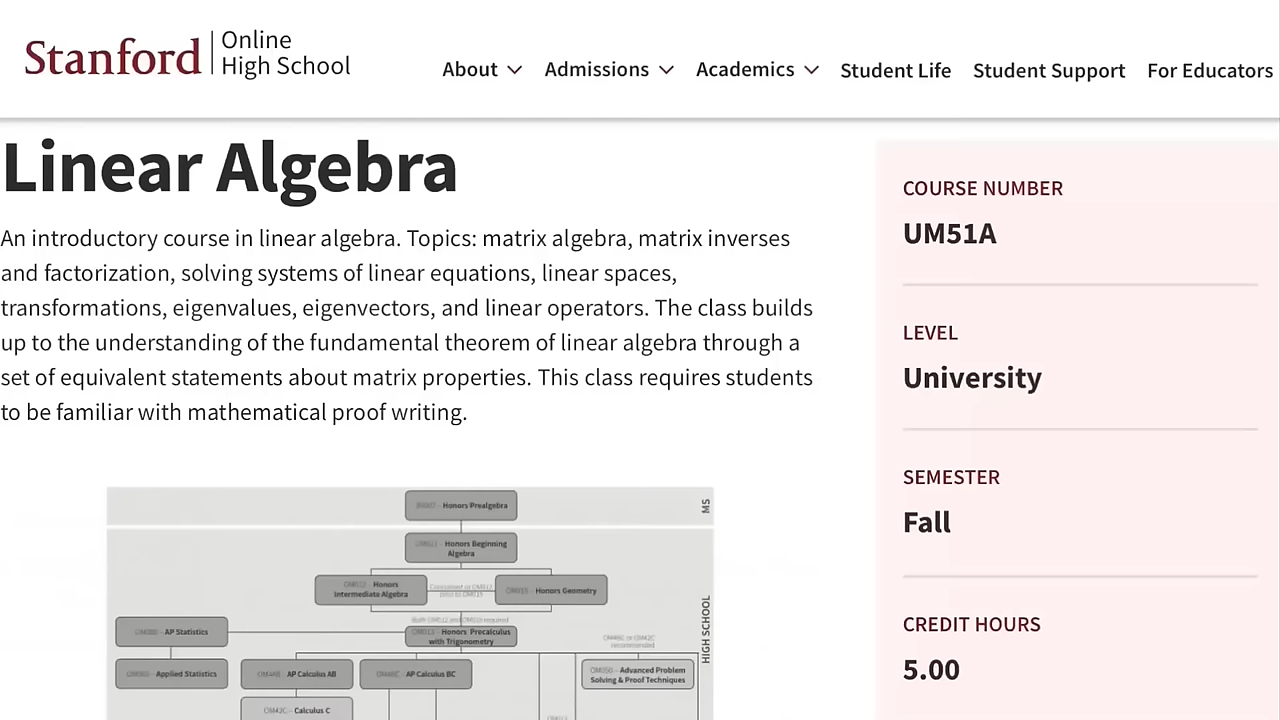 Stanford
Online
High School
About
Admissions
Academics
Student Life
Student Support
For Educators
Linear Algebra
An introductory course in linear algebra. Topics: matrix algebra, matrix inverses
and factorization, solving systems of linear equations, linear spaces,
transformations, eigenvalues, eigenvectors, and linear operators. The class builds
up to the understanding of the fundamental theorem of linear algebra through a
set of equivalent statements about matrix properties. This class requires students
to be familiar with mathematical proof writing.
COURSE NUMBER
UM51A
LEVEL
University
SEMESTER
Fall
CREDIT HOURS
5.00
MS
Honors Prealgebra
Honors Beginning
Algebra
Honors
Intermediate Algebra
Honors Geometry
HIGH SCHOOL
AP Statistics
Honors Precalculus
with Trigonometry
recommended
Applied Statistics
AP Calculus AB
AP Calculus BC
Advanced Problem
Solving & Proof Techniques
Calculus C